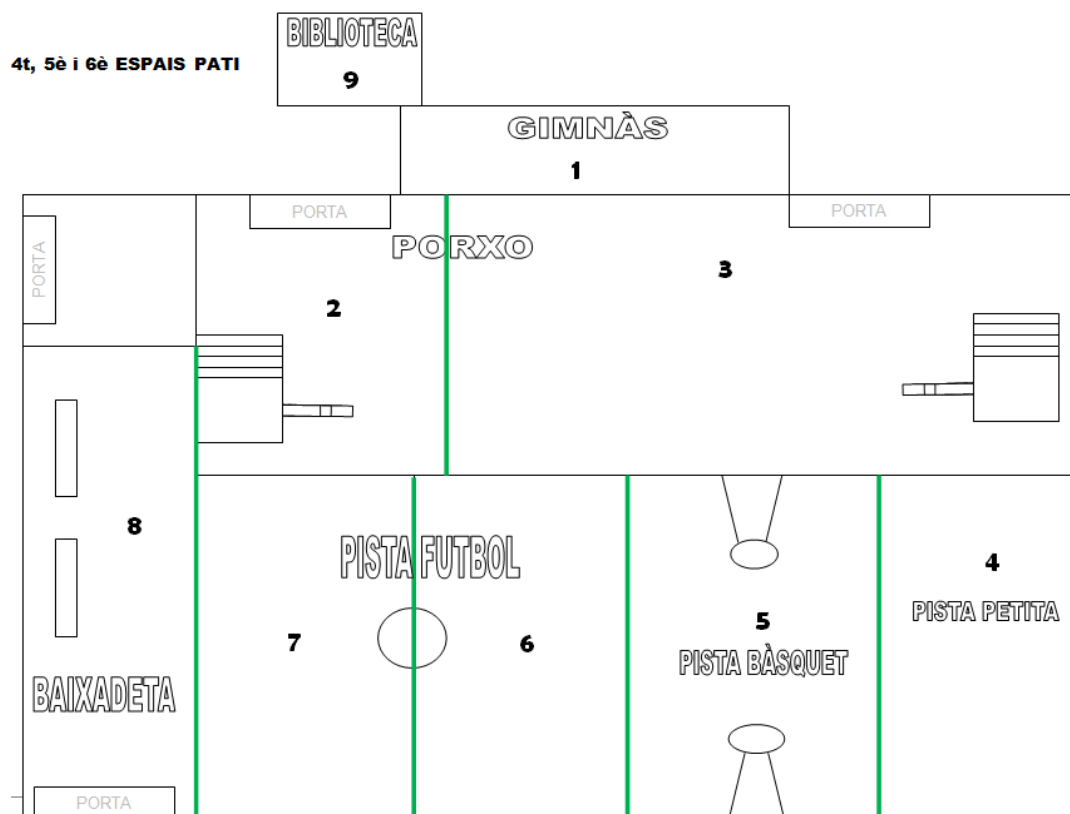 BIBLIOTECA
4t, 5è i 6è ESPAIS PATI
9
GIMNÀS
1
PORTA
PORTA
PORTA
PORXO
3
2
8
PISTA FUTBOL
4
PISTA PETITA
5
7
6
PISTA BÀSQUET
BAIXADETA
PORTA